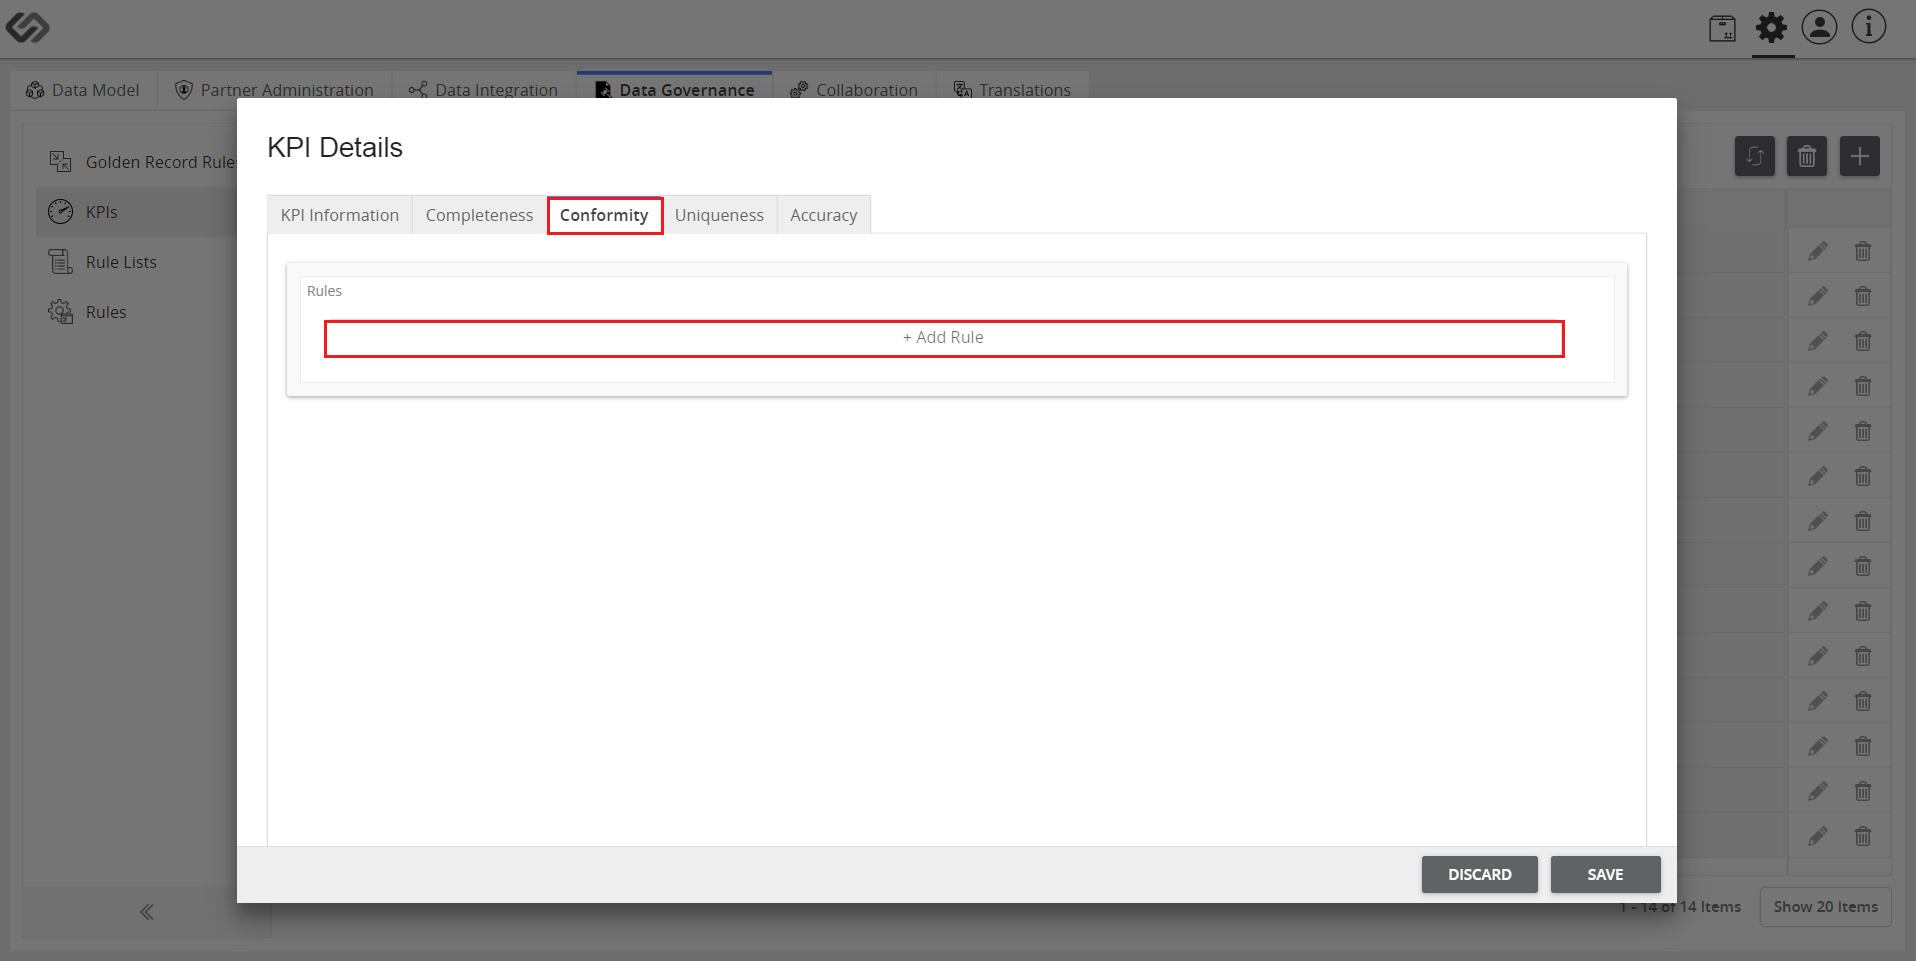 Data Model
Partner Administration
Data Integration
Data Governance
Collaboration
Translations
Golden Record Rules
KPIs
Rule Lists
Rules
KPI Details
KPI Information
Completeness
Conformity
Uniqueness
Accuracy
Rules
+ Add Rule
DISCARD
SAVE
1 - 14 of 14 Items
Show 20 Items